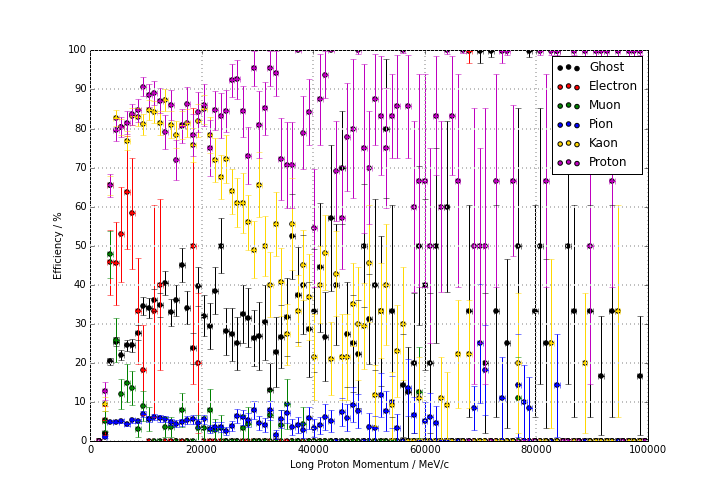 100
90
80
70
60
50
40
30
20
10
0
Efficiency / %
0
20000
40000
60000
80000
100000
Long Proton Momentum / MeV/c
Ghost
Electron
Muon
Pion
Kaon
Proton